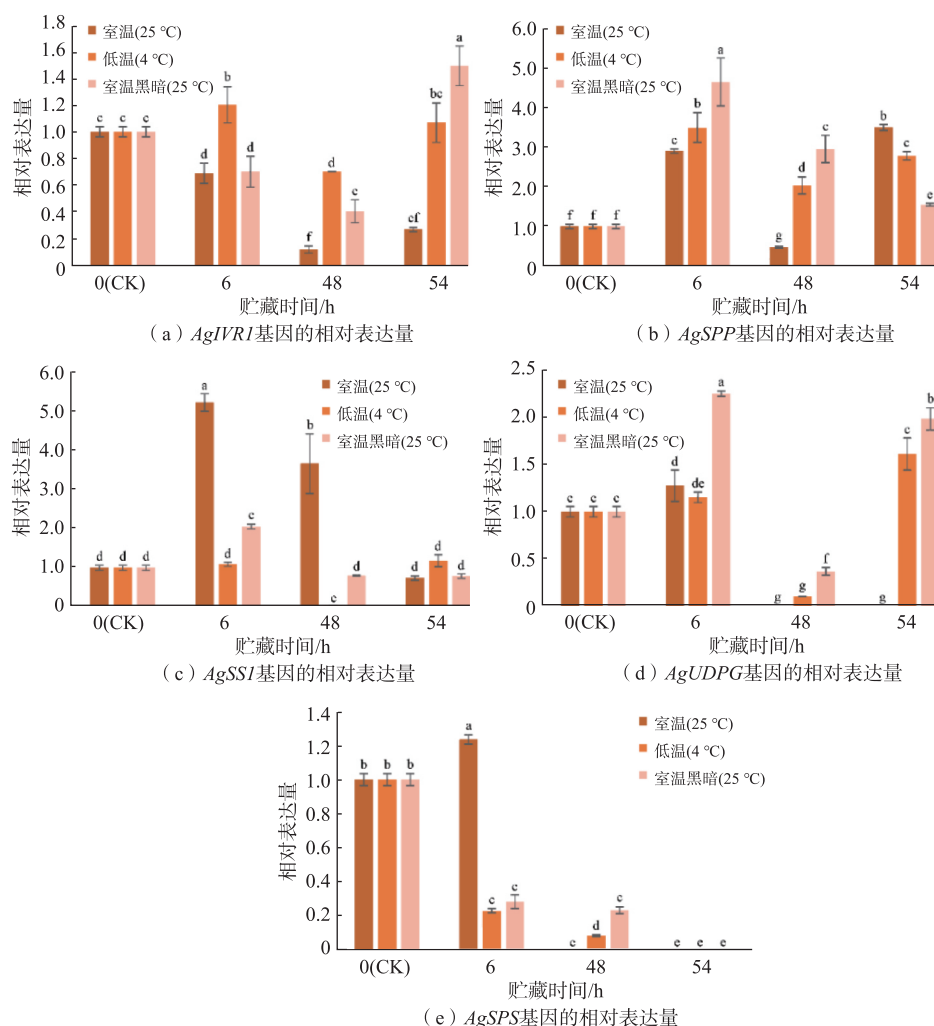 1.8
1.6
1.4
1.2
1.0
0.8
0.6
0.4
0.2
0
相对表达量
室温(25 ℃)
低温(4 ℃)
室温黑暗(25 ℃)
c c c
d b d
f d e
cf bc a
0(CK) 6 48 54
贮藏时间/h
（a）AgIVR1基因的相对表达量
6.0
5.0
4.0
3.0
2.0
1.0
0
相对表达量
室温(25 ℃)
低温(4 ℃)
室温黑暗(25 ℃)
f f f
c b a
g d c
b c e
0(CK) 6 48 54
贮藏时间/h
（b）AgSPP基因的相对表达量
6.0
5.0
4.0
3.0
2.0
1.0
0
相对表达量
室温(25 ℃)
低温(4 ℃)
室温黑暗(25 ℃)
d d d
a d c
b e d
d d d
0(CK) 6 48 54
贮藏时间/h
（c）AgSS1基因的相对表达量
2.5
2.0
1.5
1.0
0.5
0
相对表达量
室温(25 ℃)
低温(4 ℃)
室温黑暗(25 ℃)
e e e
d de a
g g f
g c b
0(CK) 6 48 54
贮藏时间/h
（d）AgUDPG基因的相对表达量
1.4
1.2
1.0
0.8
0.6
0.4
0.2
0
相对表达量
室温(25 ℃)
低温(4 ℃)
室温黑暗(25 ℃)
b b b
a c c
e d c
e e e
0(CK) 6 48 54
贮藏时间/h
（e）AgSPS基因的相对表达量